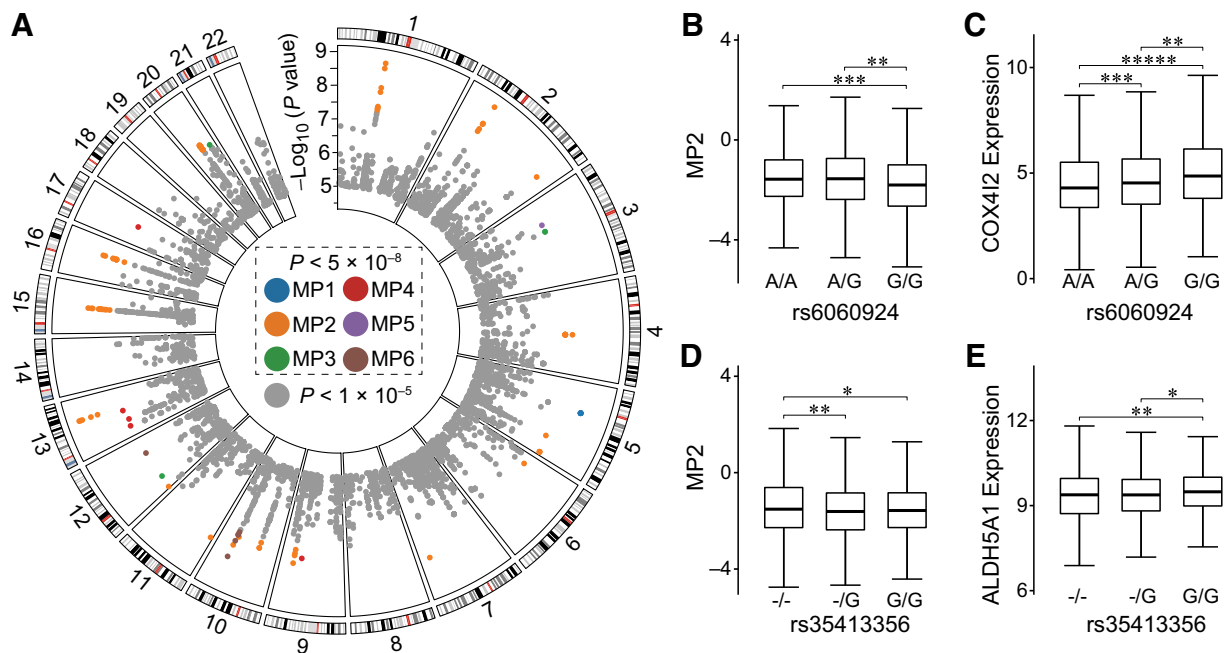 A
1
2
3
4
5
6
7
8
9
10
11
12
13
14
15
16
17
18
19
20
21
22
−Log10 (P value)
9
8
7
6
5
P < 5 × 10−8
MP1
MP4
MP2
MP5
MP3
MP6
P < 1 × 10−5
B
MP2
4
0
−4
**
***
A/A
A/G
G/G
rs6060924
C
COX4I2 Expression
10
5
0
**
*****
***
A/A
A/G
G/G
rs6060924
D
MP2
4
0
−4
*
**
-/-
-/G
G/G
rs35413356
E
ALDH5A1 Expression
12
9
6
*
**
-/-
-/G
G/G
rs35413356